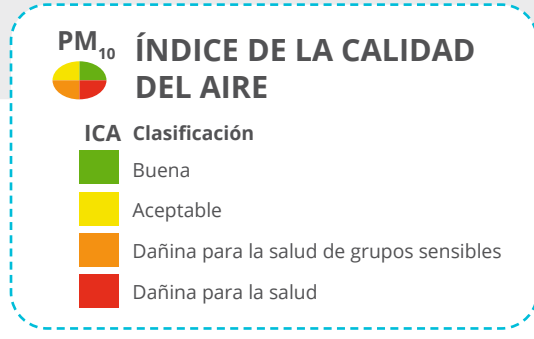 PM10 ÍNDICE DE LA CALIDAD
DEL AIRE
ICA Clasificación
Buena
Aceptable
Dañina para la salud de grupos sensibles
Dañina para la salud